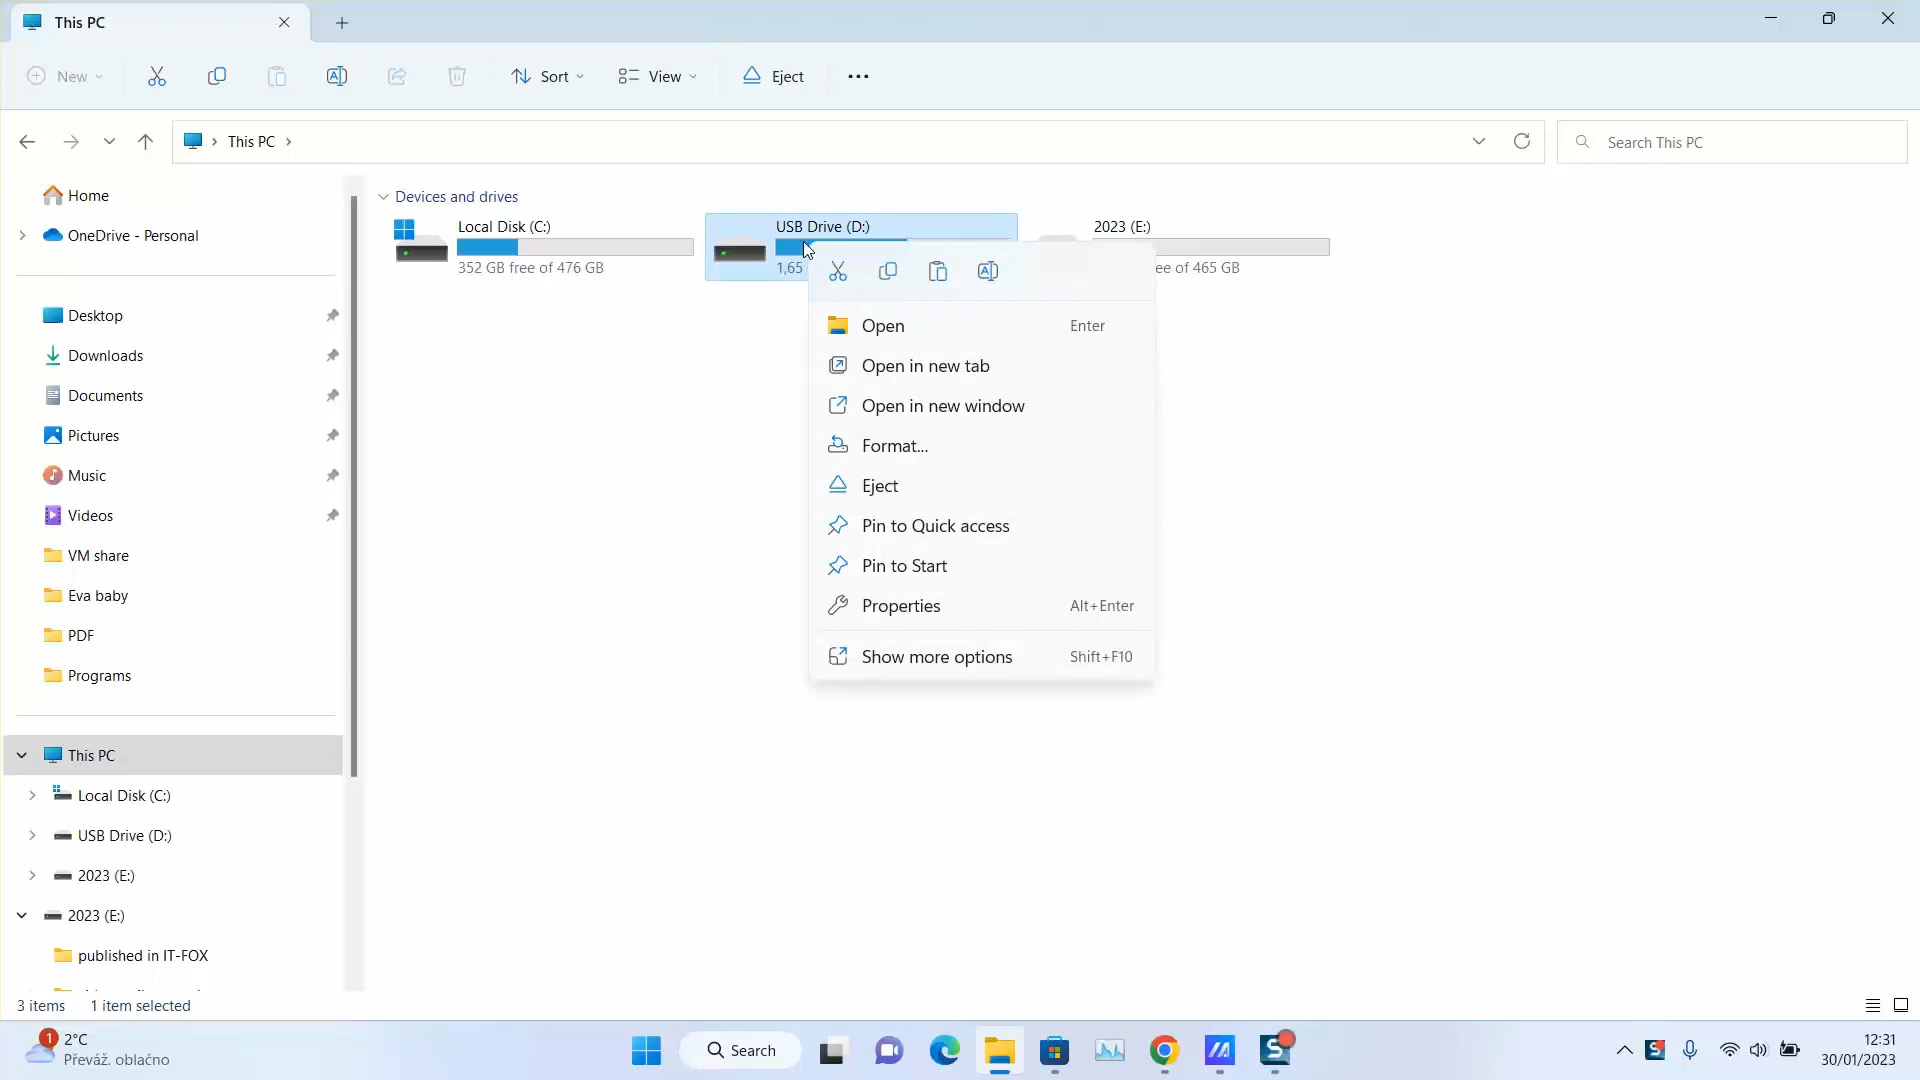 This PC
New
Sort
View
Eject
This PC
Search This PC
Home
OneDrive - Personal
Desktop
Downloads
Documents
Pictures
Music
Videos
VM share
Eva baby
PDF
Programs
This PC
Local Disk (C:)
USB Drive (D:)
2023 (E:)
2023 (E:)
published in IT-FOX
Devices and drives
Local Disk (C:)
352 GB free of 476 GB
USB Drive (D:)
1,65
2023 (E:)
ee of 465 GB
Open Enter
Open in new tab
Open in new window
Format...
Eject
Pin to Quick access
Pin to Start
Properties Alt+Enter
Show more options Shift+F10
3 items 1 item selected
1
2°C
Převáž. oblačno
Search
S
S
12:31
30/01/2023